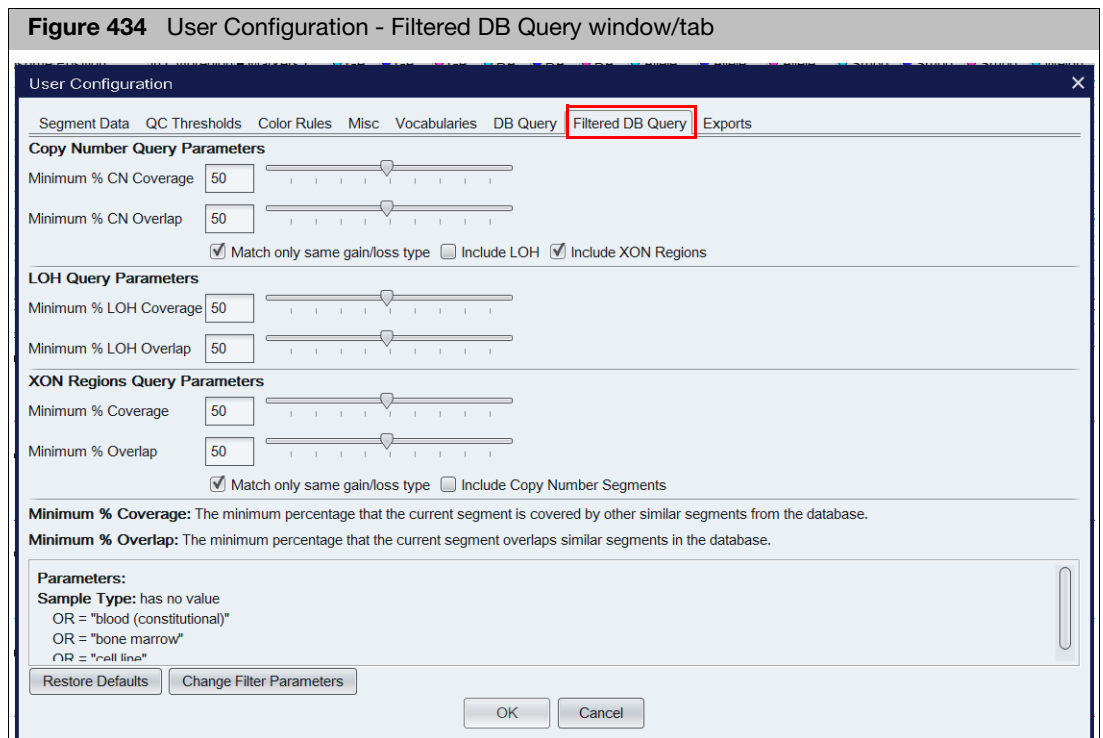 Figure 434 User Configuration - Filtered DB Query window/tab
User Configuration
Segment Data QC Thresholds Color Rules Misc Vocabularies DB Query Filtered DB Query Exports
Copy Number Query Parameters
Minimum % CN Coverage 50
Minimum % CN Overlap 50
Match only same gain/loss type Include LOH Include XON Regions
LOH Query Parameters
Minimum % LOH Coverage 50
Minimum % LOH Overlap 50
XON Regions Query Parameters
Minimum % Coverage 50
Minimum % Overlap 50
Match only same gain/loss type Include Copy Number Segments
Minimum % Coverage: The minimum percentage that the current segment is covered by other similar segments from the database.
Minimum % Overlap: The minimum percentage that the current segment overlaps similar segments in the database.
Parameters:
Sample Type: has no value
OR = "blood (constitutional)"
OR = "bone marrow"
OR = "cell line"
Restore Defaults Change Filter Parameters
OK Cancel